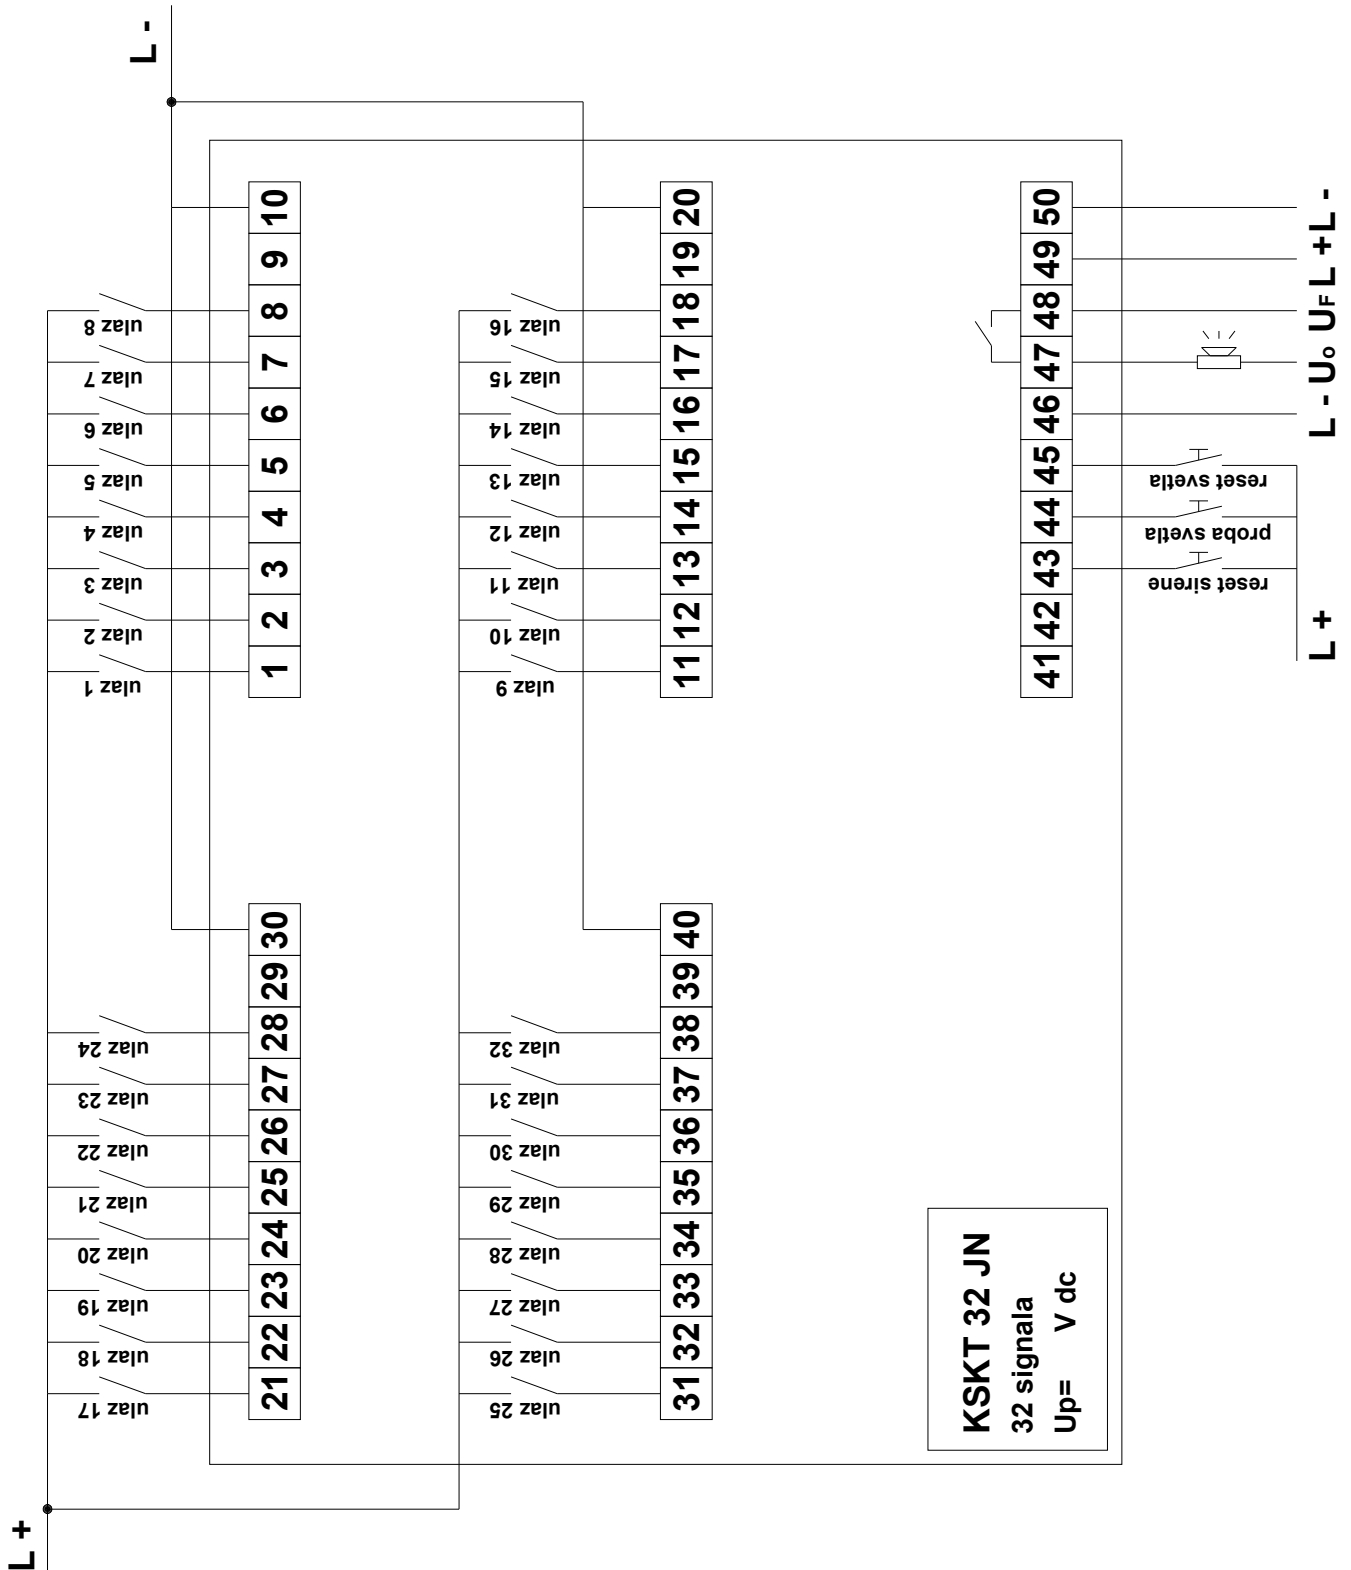 L -
10
9
8
7
6
5
4
3
2
1
ulaz 8
ulaz 7
ulaz 6
ulaz 5
ulaz 4
ulaz 3
ulaz 2
ulaz 1
20
19
18
17
16
15
14
13
12
11
ulaz 16
ulaz 15
ulaz 14
ulaz 13
ulaz 12
ulaz 11
ulaz 10
ulaz 9
50
49
48
47
46
45
44
43
42
41
L -
L +
UF
Uo
L -
reset svetla
proba svetla
reset sirene
L +
30
29
28
27
26
25
24
23
22
21
ulaz 24
ulaz 23
ulaz 22
ulaz 21
ulaz 20
ulaz 19
ulaz 18
ulaz 17
40
39
38
37
36
35
34
33
32
31
ulaz 32
ulaz 31
ulaz 30
ulaz 29
ulaz 28
ulaz 27
ulaz 26
ulaz 25
KSKT 32 JN
32 signala
Up= V dc
L +